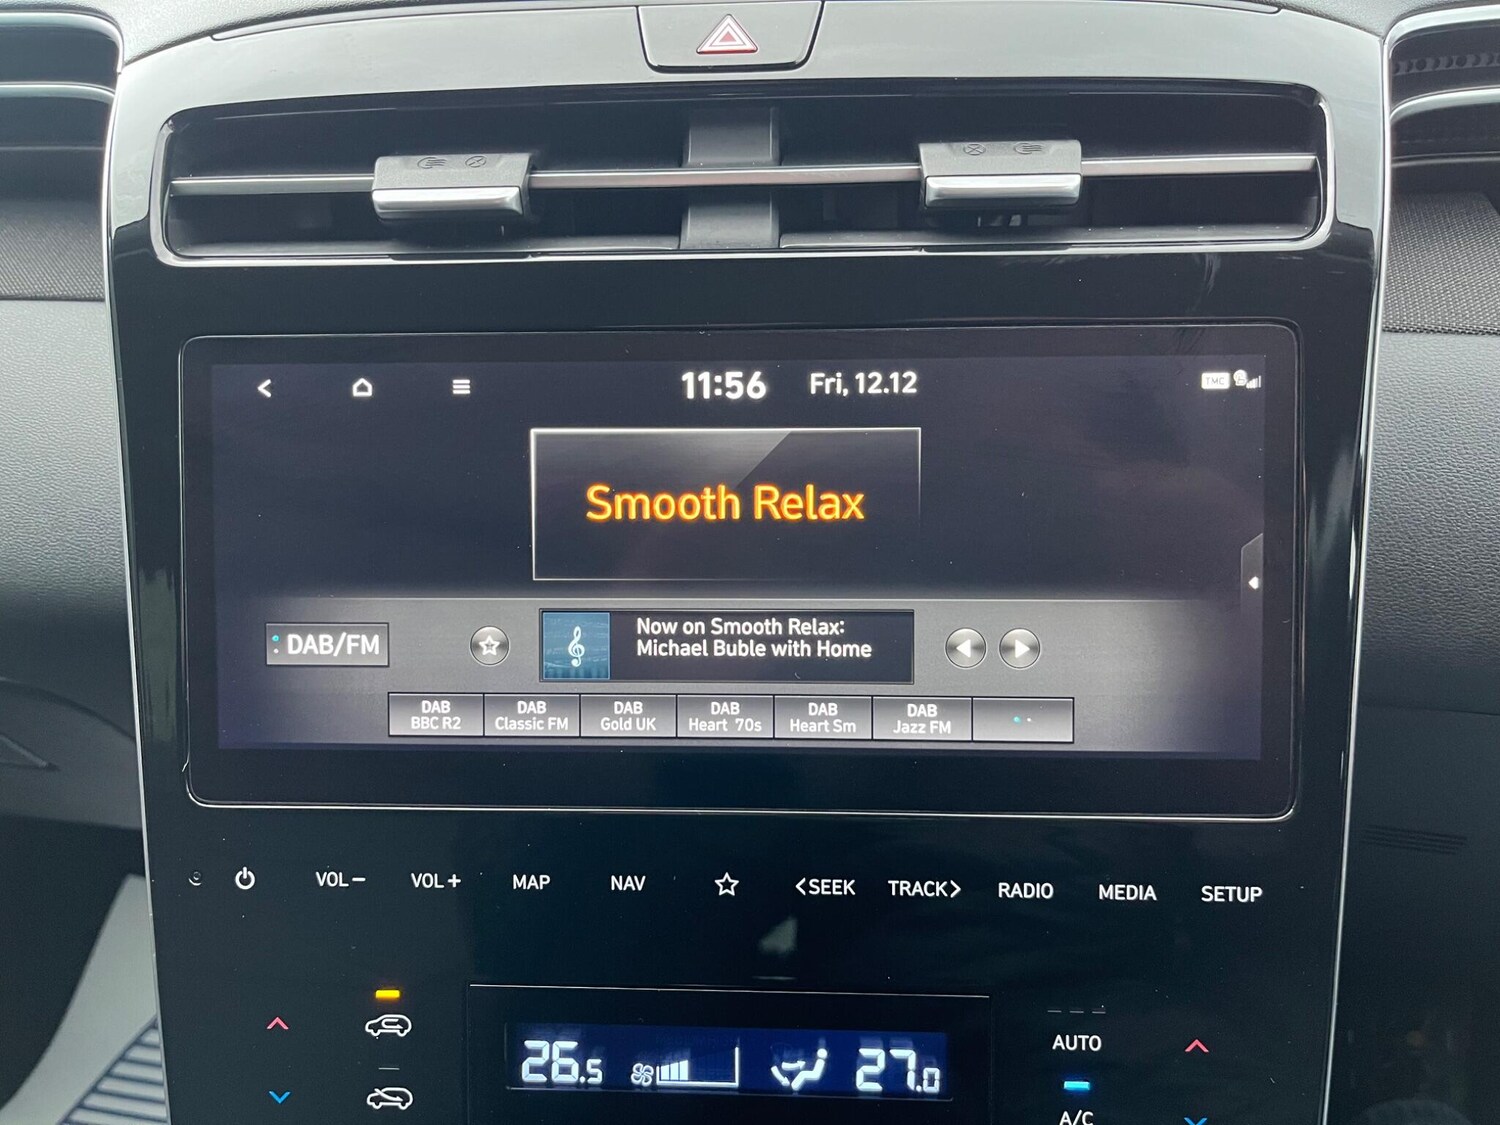 11:56 Fri, 12.12
TMC
Smooth Relax
DAB/FM
Now on Smooth Relax:
Michael Buble with Home
DAB
BBC R2
DAB
Classic FM
DAB
Gold UK
DAB
Heart 70s
DAB
Heart Sm
DAB
Jazz FM
VOL− VOL+ MAP NAV <SEEK TRACK> RADIO MEDIA SETUP
26.5 27.0
AUTO
A/C